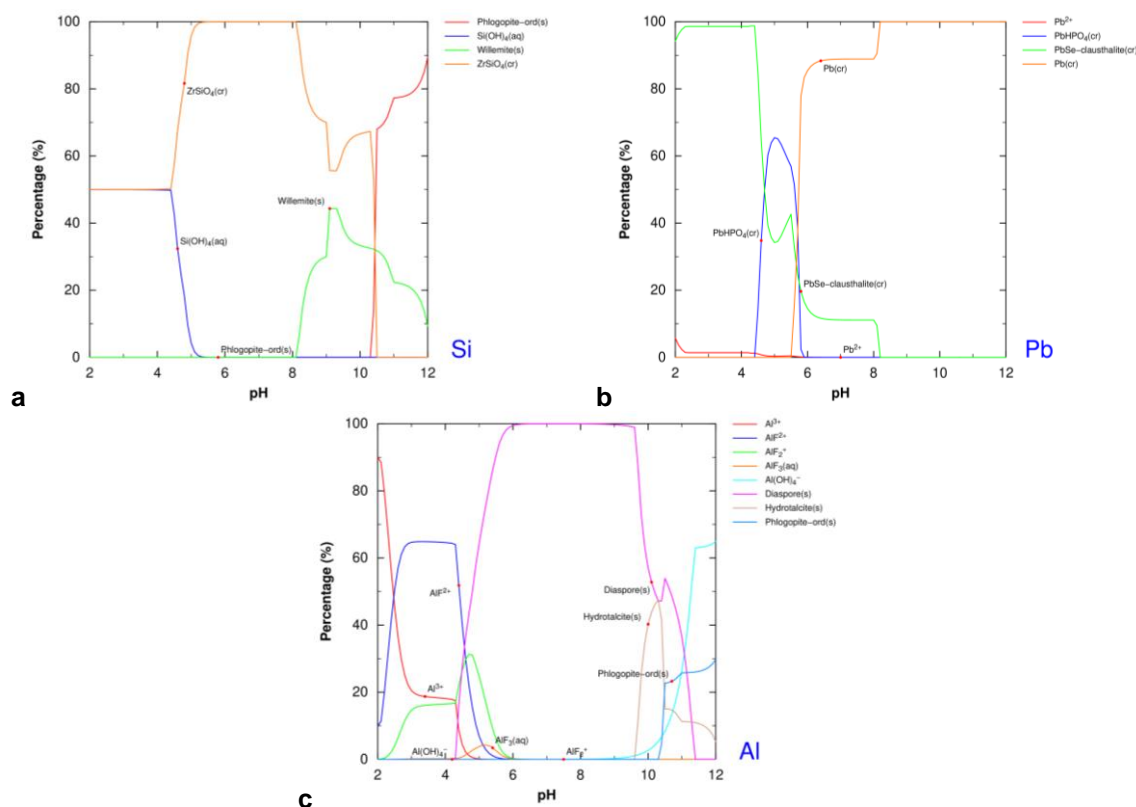 Percentage (%)
100
80
60
40
20
0
2
4
6
8
10
12
pH
ZrSiO₄(cr)
Si(OH)₄(aq)
Willemite(s)
Phlogopite−ord(s)
Phlogopite−ord(s)
Si(OH)₄(aq)
Willemite(s)
ZrSiO₄(cr)
Si
a
Percentage (%)
100
80
60
40
20
0
2
4
6
8
10
12
pH
Pb(cr)
PbHPO₄(cr)
PbSe−clausthalite(cr)
Pb²⁺
Pb²⁺
PbHPO₄(cr)
PbSe−clausthalite(cr)
Pb(cr)
Pb
b
Percentage (%)
100
80
60
40
20
0
2
4
6
8
10
12
pH
AlF²⁺
Al³⁺
Al(OH)₄⁻
AlF₃(aq)
AlF₂⁺
Diaspore(s)
Hydrotalcite(s)
Phlogopite−ord(s)
Al³⁺
AlF²⁺
AlF₂⁺
AlF₃(aq)
Al(OH)₄⁻
Diaspore(s)
Hydrotalcite(s)
Phlogopite−ord(s)
Al
c